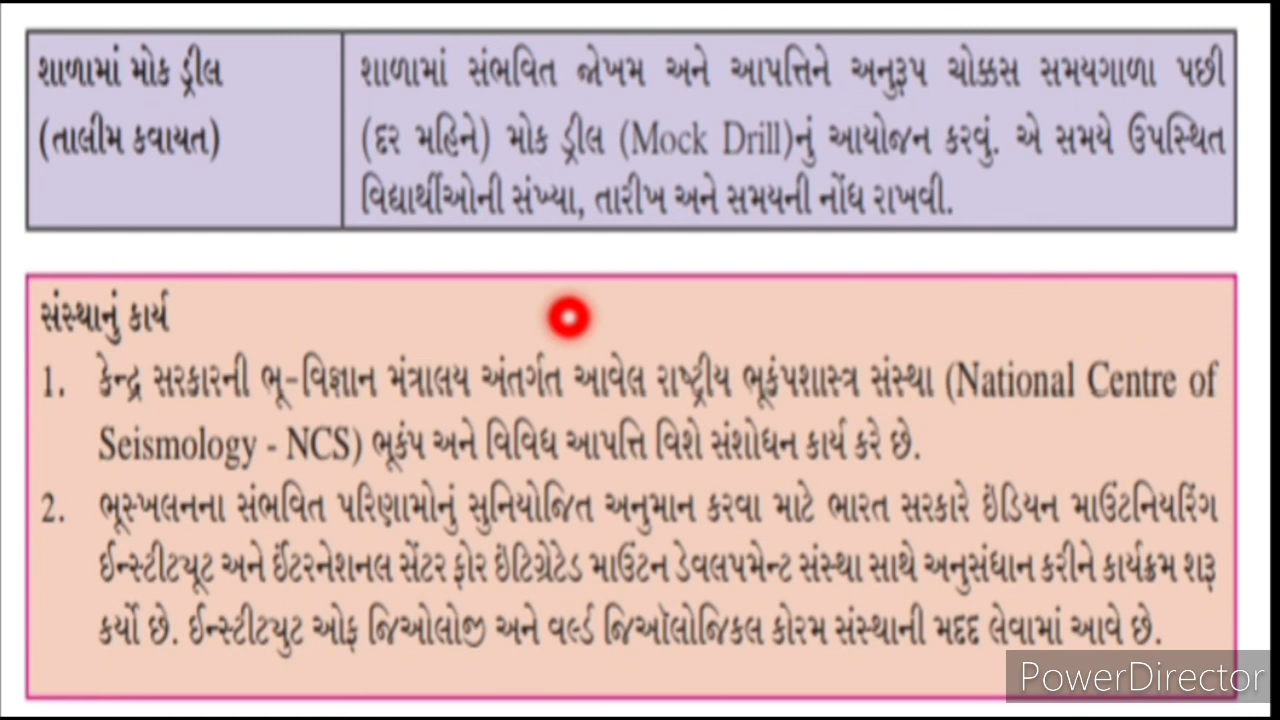 શાળામાં મોક ડ્રીલ
(તાલીમ કવાયત)
શાળામાં સંભવિત જોખમ અને આપત્તિને અનુરૂપ ચોક્કસ સમયગાળા પછી
(દર મહિને) મોક ડ્રીલ (Mock Drill)નું આયોજન કરવું. એ સમયે ઉપસ્થિત
વિદ્યાર્થીઓની સંખ્યા, તારીખ અને સમયની નોંધ રાખવી.
સંસ્થાનું કાર્ય
1. કેન્દ્ર સરકારની ભૂ-વિજ્ઞાન મંત્રાલય અંતર્ગત આવેલ રાષ્ટ્રીય ભૂકંપશાસ્ત્ર સંસ્થા (National Centre of
Seismology - NCS) ભૂકંપ અને વિવિધ આપત્તિ વિશે સંશોધન કાર્ય કરે છે.
2. ભૂસ્ખલનના સંભવિત પરિણામોનું સુનિયોજિત અનુમાન કરવા માટે ભારત સરકારે ઇંડિયન માઉંટનિયરિંગ
ઈન્સ્ટીટ્યૂટ અને ઈંટરનેશનલ સેંટર ફોર ઇંટિગ્રેટેડ માઉંટન ડેવલપમેન્ટ સંસ્થા સાથે અનુસંધાન કરીને કાર્યક્રમ શરૂ
કર્યો છે. ઈન્સ્ટીટ્યુટ ઓફ જિઓલોજી અને વર્લ્ડ જિઑલોજિકલ કોરમ સંસ્થાની મદદ લેવામાં આવે છે.
PowerDirector